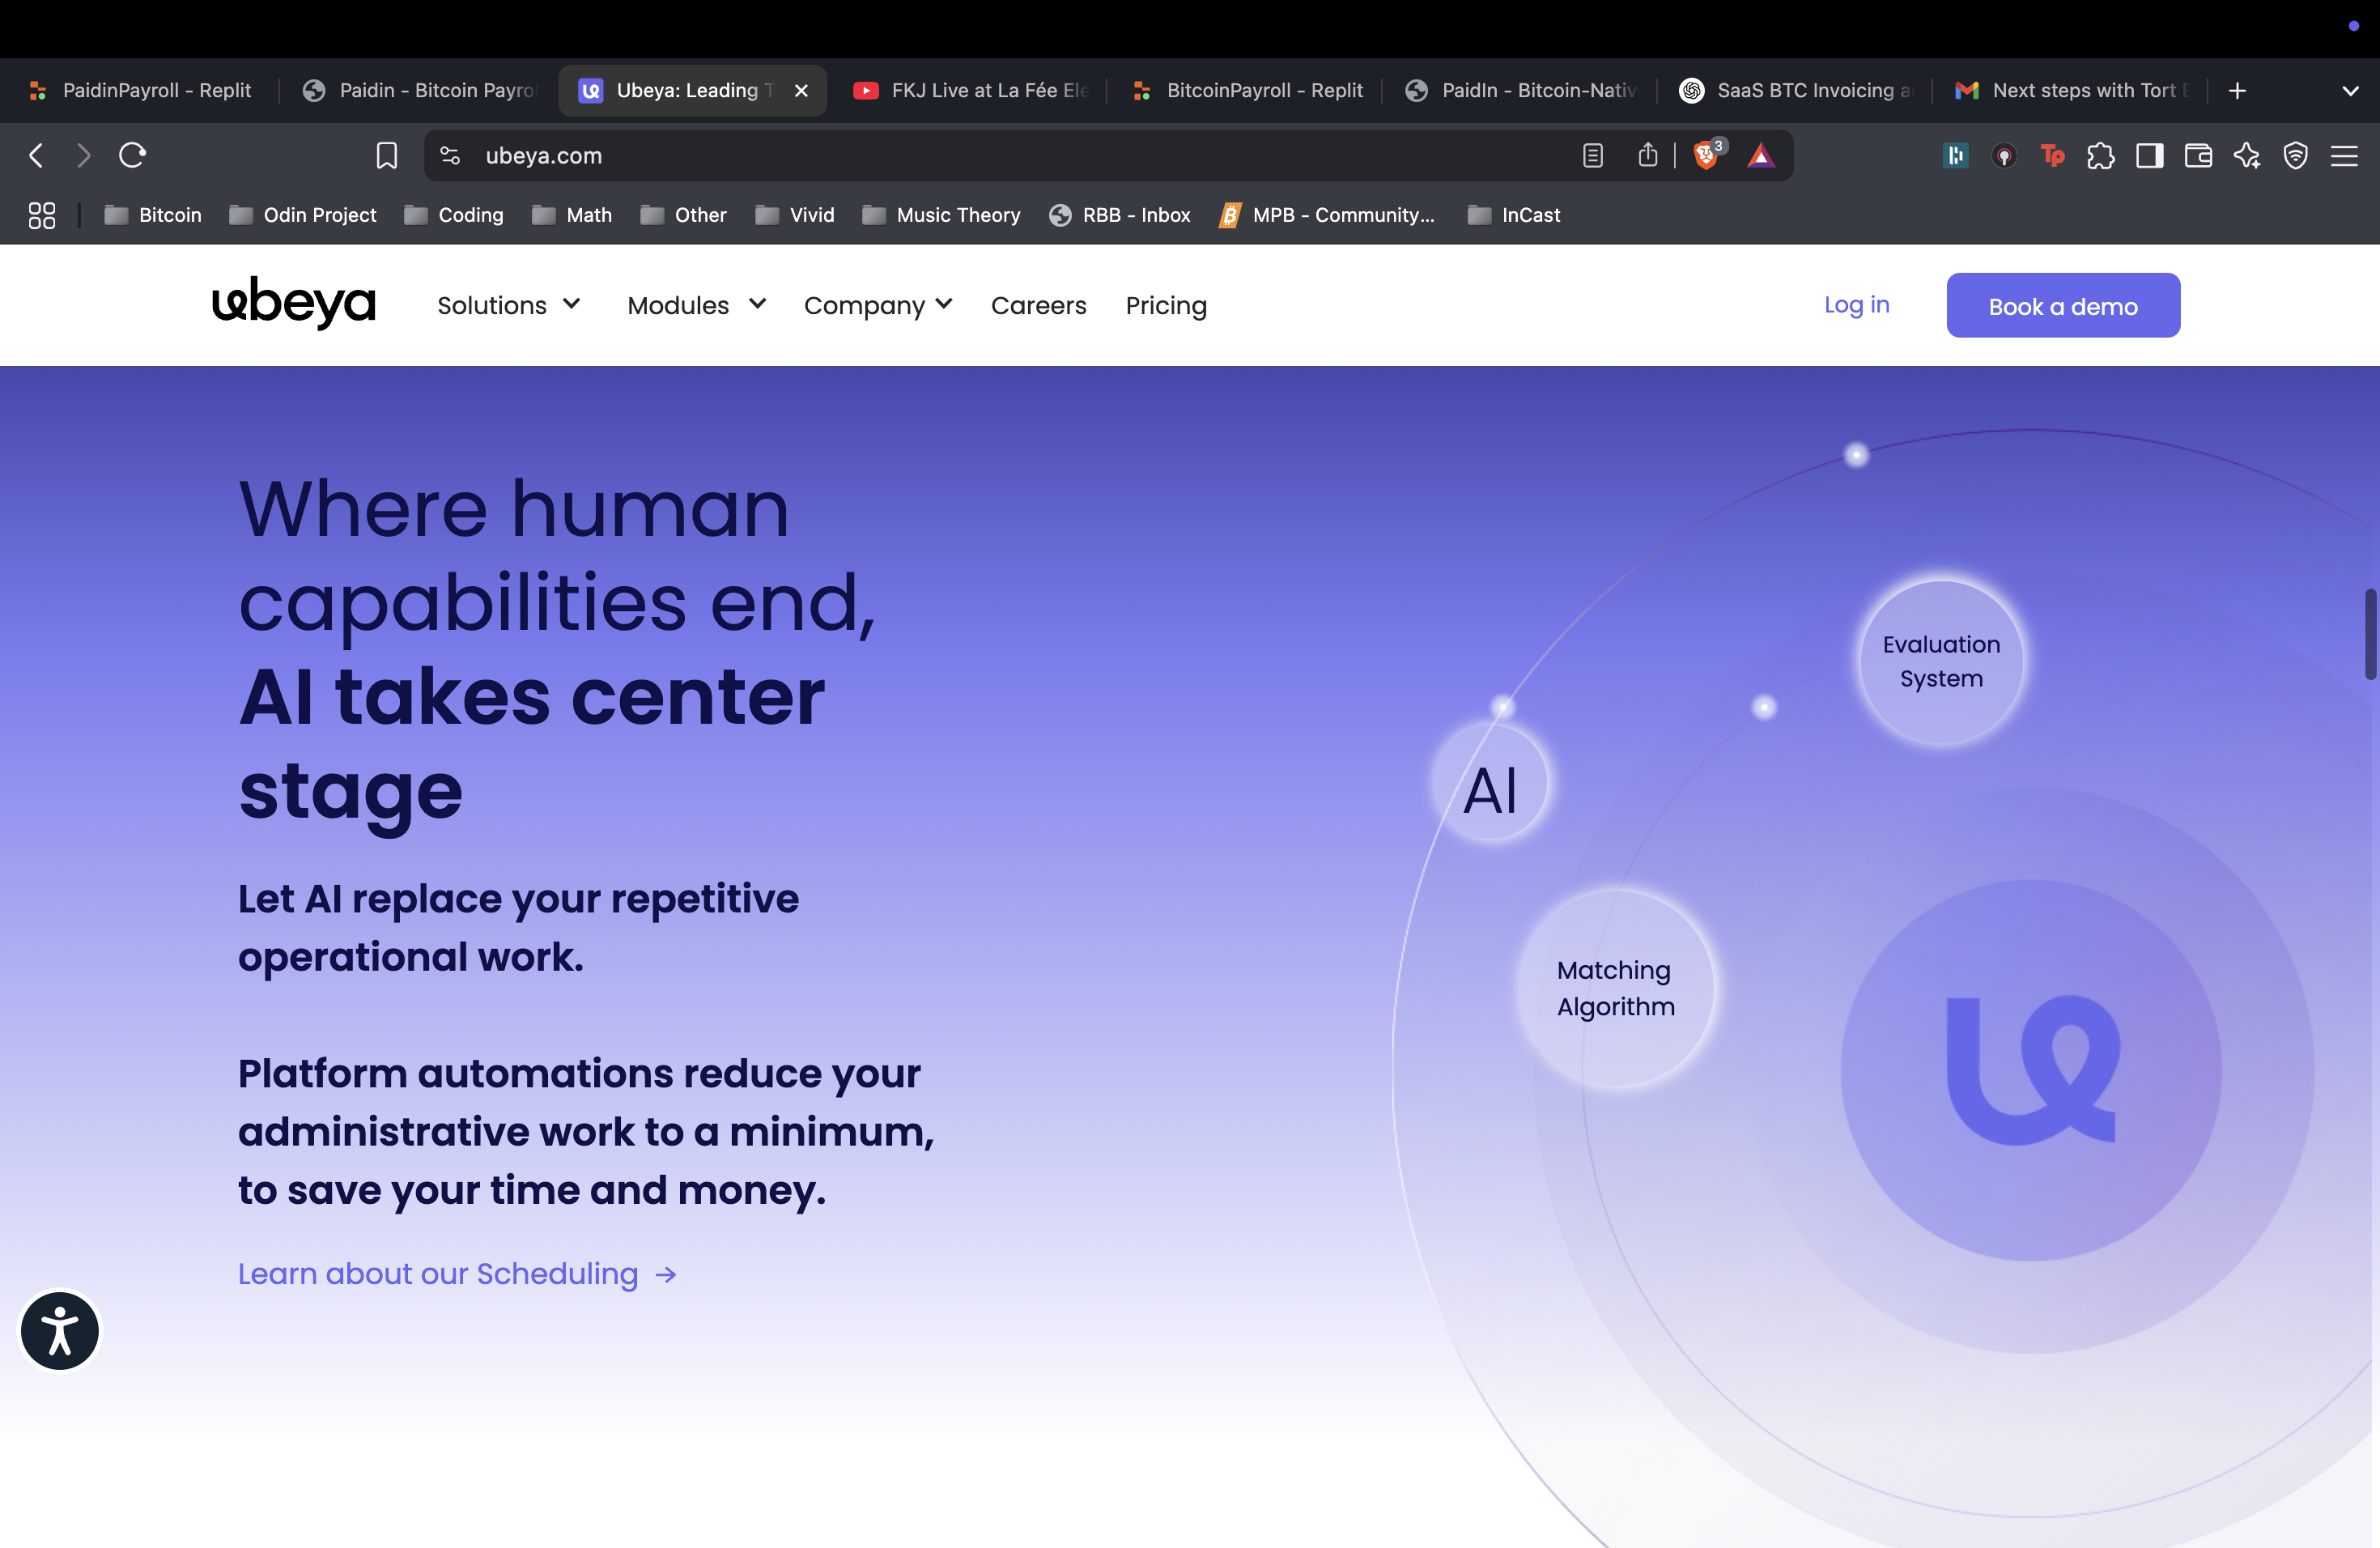 PaidinPayroll - Replit
Paidin - Bitcoin Payrol
Ubeya: Leading T
FKJ Live at La Fée Ele
BitcoinPayroll - Replit
PaidIn - Bitcoin-Nativ
SaaS BTC Invoicing a
Next steps with Tort E
ubeya.com
3
Tp
Bitcoin
Odin Project
Coding
Math
Other
Vivid
Music Theory
RBB - Inbox
MPB - Community...
InCast
ubeya
Solutions
Modules
Company
Careers
Pricing
Log in
Book a demo
Where human
capabilities end,
AI takes center
stage
Let AI replace your repetitive
operational work.
Platform automations reduce your
administrative work to a minimum,
to save your time and money.
Learn about our Scheduling →
Evaluation
System
AI
Matching
Algorithm